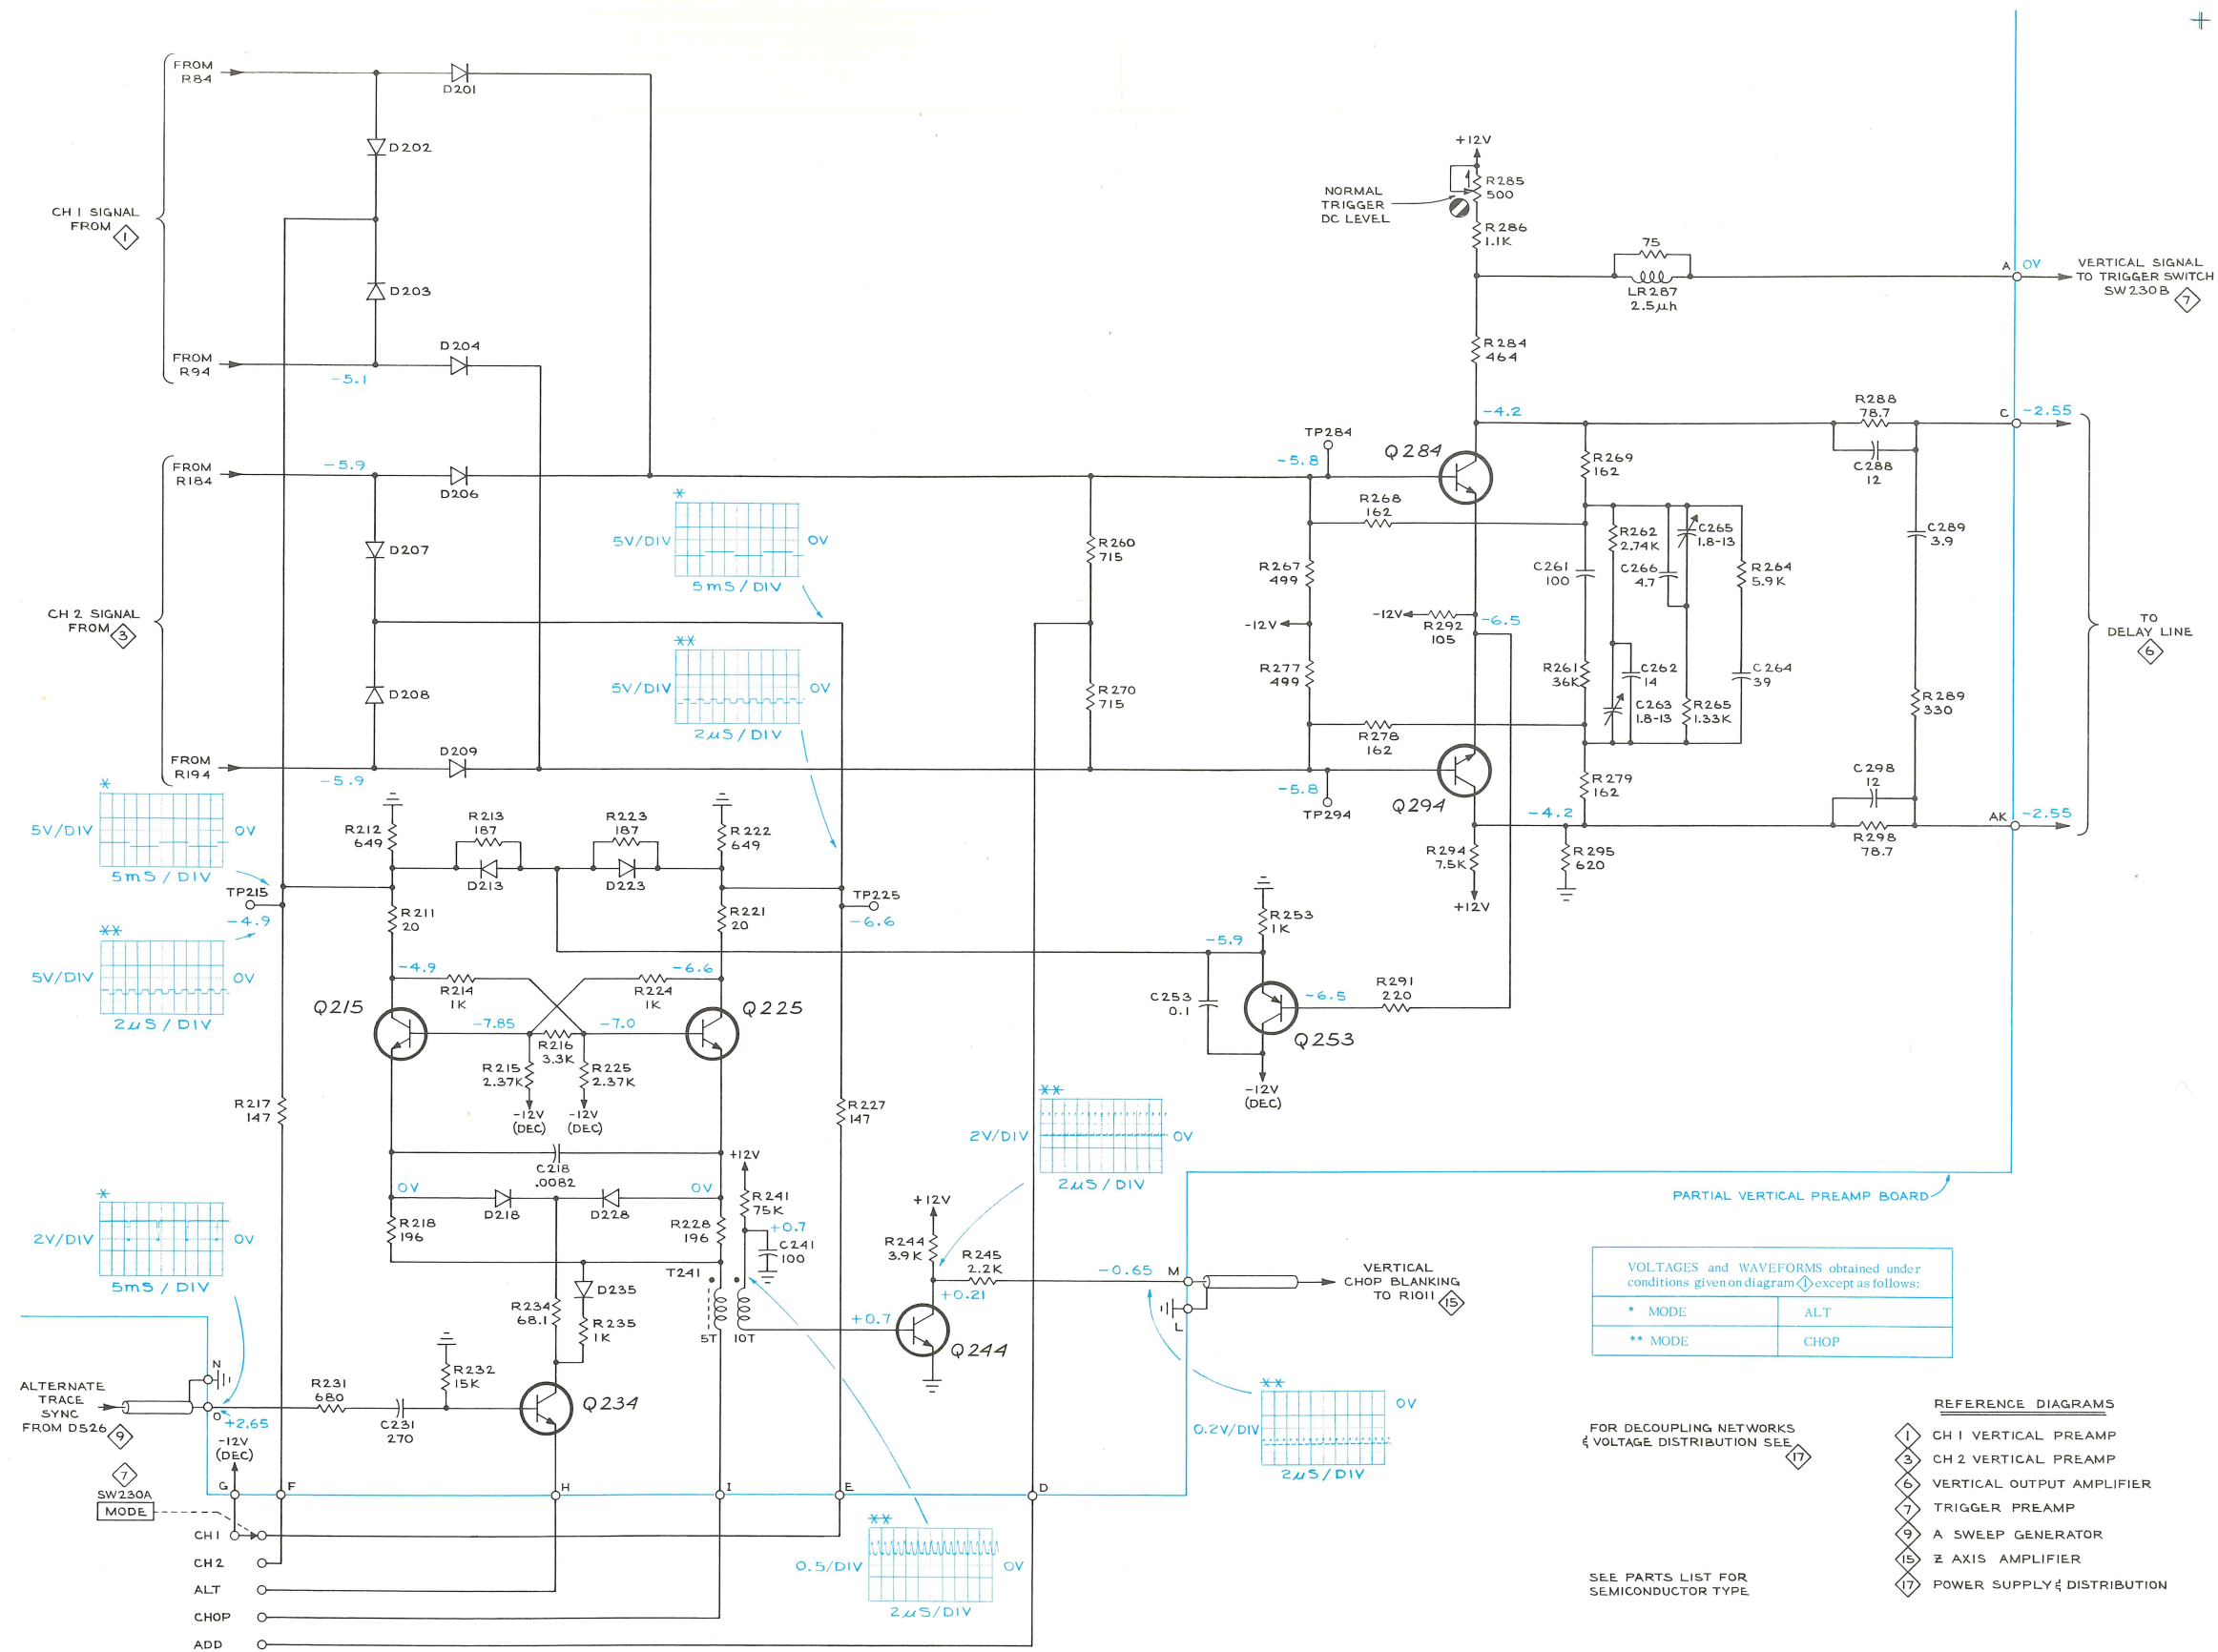 FROM
R84
D201
D202
CH 1 SIGNAL
FROM 1
D203
FROM
R94
-5.1
D204
+12V
R285
500
NORMAL
TRIGGER
DC LEVEL
R286
1.1K
75
LR287
2.5µh
A
0V
VERTICAL SIGNAL
TO TRIGGER SWITCH
SW230B 7
R284
464
-4.2
R288
78.7
C
-2.55
C288
12
FROM
R184
-5.9
D206
TP284
-5.8
Q284
R269
162
R268
162
*
5V/DIV
0V
5mS / DIV
D207
R260
715
R267
499
-12V
-12V
R292
105
-6.5
C261
100
R262
2.74K
C265
1.8-13
C266
4.7
R264
5.9K
C289
3.9
CH 2 SIGNAL
FROM 3
**
5V/DIV
0V
2µS / DIV
D208
R270
715
R277
499
R261
36K
C262
14
C263
1.8-13
R265
1.33K
C264
39
R289
330
TO
DELAY LINE
6
R278
162
FROM
R194
-5.9
D209
-5.8
TP294
Q294
R279
162
C298
12
-4.2
R298
78.7
AK
-2.55
R294
7.5K
+12V
R295
620
*
5V/DIV
0V
5mS / DIV
R212
649
R213
187
D213
R223
187
D223
R222
649
TP215
-4.9
R211
20
R221
20
TP225
-6.6
**
5V/DIV
0V
2µS / DIV
-4.9
R214
1K
R224
1K
-6.6
Q215
-7.85
R216
3.3K
-7.0
Q225
R215
2.37K
R225
2.37K
-12V
(DEC)
-12V
(DEC)
R253
1K
-5.9
C253
0.1
-6.5
R291
220
Q253
-12V
(DEC)
R217
147
R227
147
C218
.0082
**
2V/DIV
0V
2µS / DIV
0V
D218
D228
0V
R218
196
R228
196
+12V
R241
75K
+0.7
C241
100
T241
5T
10T
*
2V/DIV
0V
5mS / DIV
D235
R234
68.1
R235
1K
+12V
R244
3.9K
R245
2.2K
+0.21
+0.7
Q244
-0.65
M
L
VERTICAL
CHOP BLANKING
TO R1011 15
PARTIAL VERTICAL PREAMP BOARD
VOLTAGES and WAVEFORMS obtained under
conditions given on diagram 1 except as follows:
* MODE
ALT
** MODE
CHOP
**
0.2V/DIV
0V
2µS / DIV
ALTERNATE
TRACE
SYNC
FROM D526 9
N
O
+2.65
R231
680
C231
270
R232
15K
Q234
-12V
(DEC)
G
F
H
I
E
D
7
SW230A
MODE
CH 1
CH 2
ALT
CHOP
ADD
**
0.5/DIV
0V
2µS/DIV
FOR DECOUPLING NETWORKS
& VOLTAGE DISTRIBUTION SEE 17
SEE PARTS LIST FOR
SEMICONDUCTOR TYPE
REFERENCE DIAGRAMS
1 CH 1 VERTICAL PREAMP
3 CH 2 VERTICAL PREAMP
6 VERTICAL OUTPUT AMPLIFIER
7 TRIGGER PREAMP
9 A SWEEP GENERATOR
15 Z AXIS AMPLIFIER
17 POWER SUPPLY & DISTRIBUTION